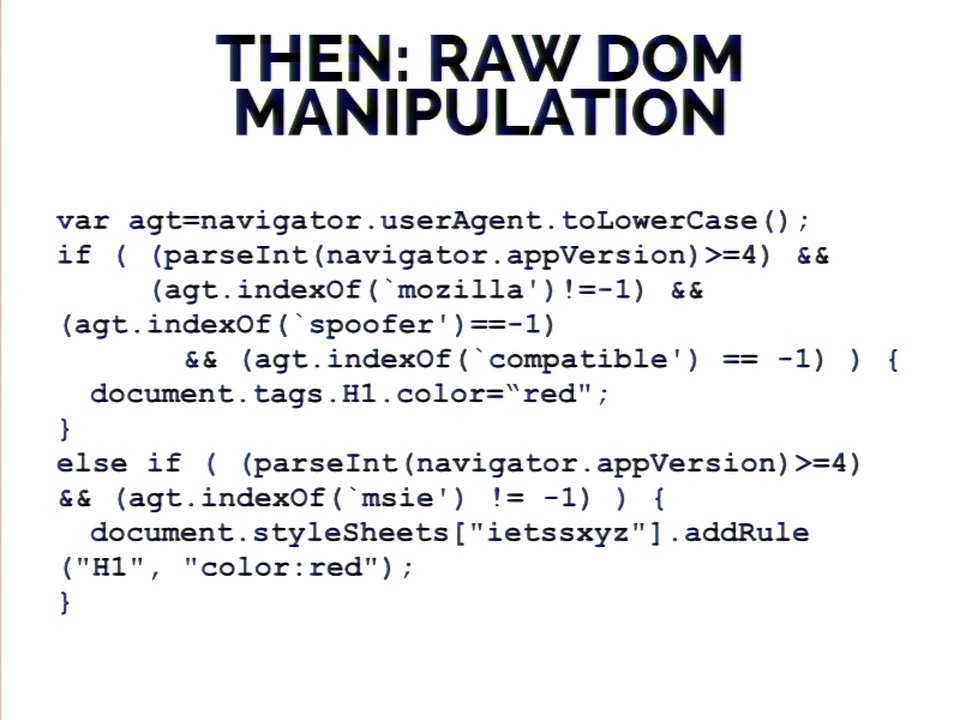 THEN: RAW DOM
MANIPULATION
var agt=navigator.userAgent.toLowerCase();
if ( (parseInt(navigator.appVersion)>=4) &&
(agt.indexOf(`mozilla')!=-1) &&
(agt.indexOf(`spoofer')==-1)
&& (agt.indexOf(`compatible') == -1) ) {
document.tags.H1.color=“red";
}
else if ( (parseInt(navigator.appVersion)>=4)
&& (agt.indexOf(`msie') != -1) ) {
document.styleSheets["ietssxyz"].addRule
("H1", "color:red");
}